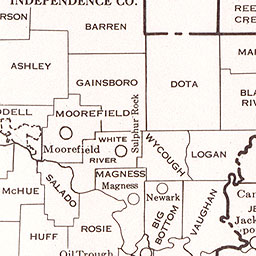 INDEPENDENCE CO.
BARREN
ASHLEY
GAINSBORO
DOTA
MOOREFIELD
Moorefield
Sulphur Rock
WHITE
RIVER
WYCOUGH
LOGAN
MAGNESS
Magness
SALADO
Newark
McHUE
HUFF
ROSIE
BIG
BOTTOM
VAUGHAN
Oil Trough